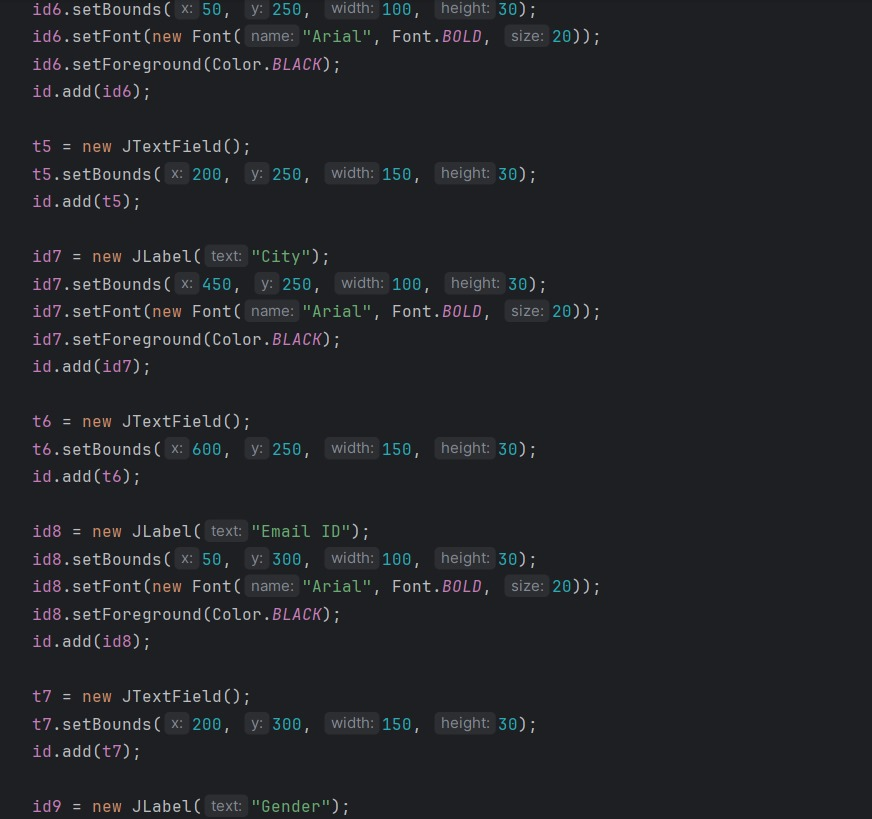 id6.setBounds( x: 50, y: 250, width: 100, height: 30);
id6.setFont(new Font( name: "Arial", Font.BOLD, size: 20));
id6.setForeground(Color.BLACK);
id.add(id6);
t5 = new JTextField();
t5.setBounds( x: 200, y: 250, width: 150, height: 30);
id.add(t5);
id7 = new JLabel( text: "City");
id7.setBounds( x: 450, y: 250, width: 100, height: 30);
id7.setFont(new Font( name: "Arial", Font.BOLD, size: 20));
id7.setForeground(Color.BLACK);
id.add(id7);
t6 = new JTextField();
t6.setBounds( x: 600, y: 250, width: 150, height: 30);
id.add(t6);
id8 = new JLabel( text: "Email ID");
id8.setBounds( x: 50, y: 300, width: 100, height: 30);
id8.setFont(new Font( name: "Arial", Font.BOLD, size: 20));
id8.setForeground(Color.BLACK);
id.add(id8);
t7 = new JTextField();
t7.setBounds( x: 200, y: 300, width: 150, height: 30);
id.add(t7);
id9 = new JLabel( text: "Gender");